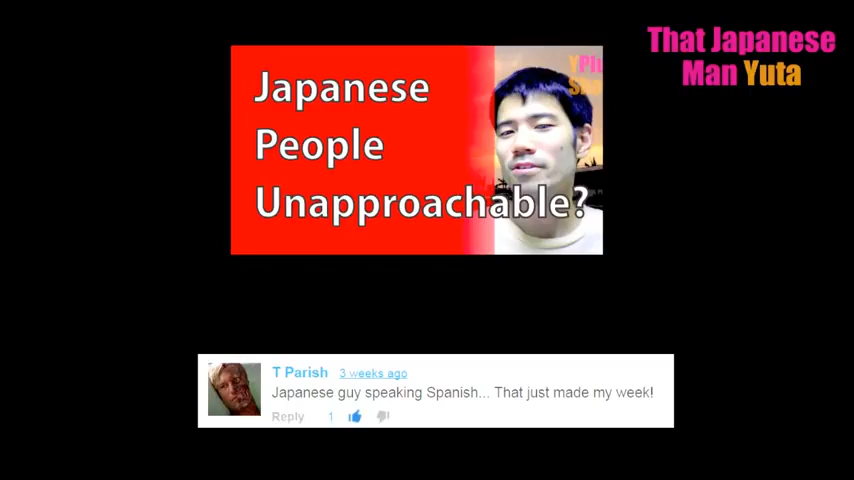 That Japanese
Man Yuta
Japanese
People
Unapproachable?
T Parish 3 weeks ago
Japanese guy speaking Spanish... That just made my week!
Reply 1